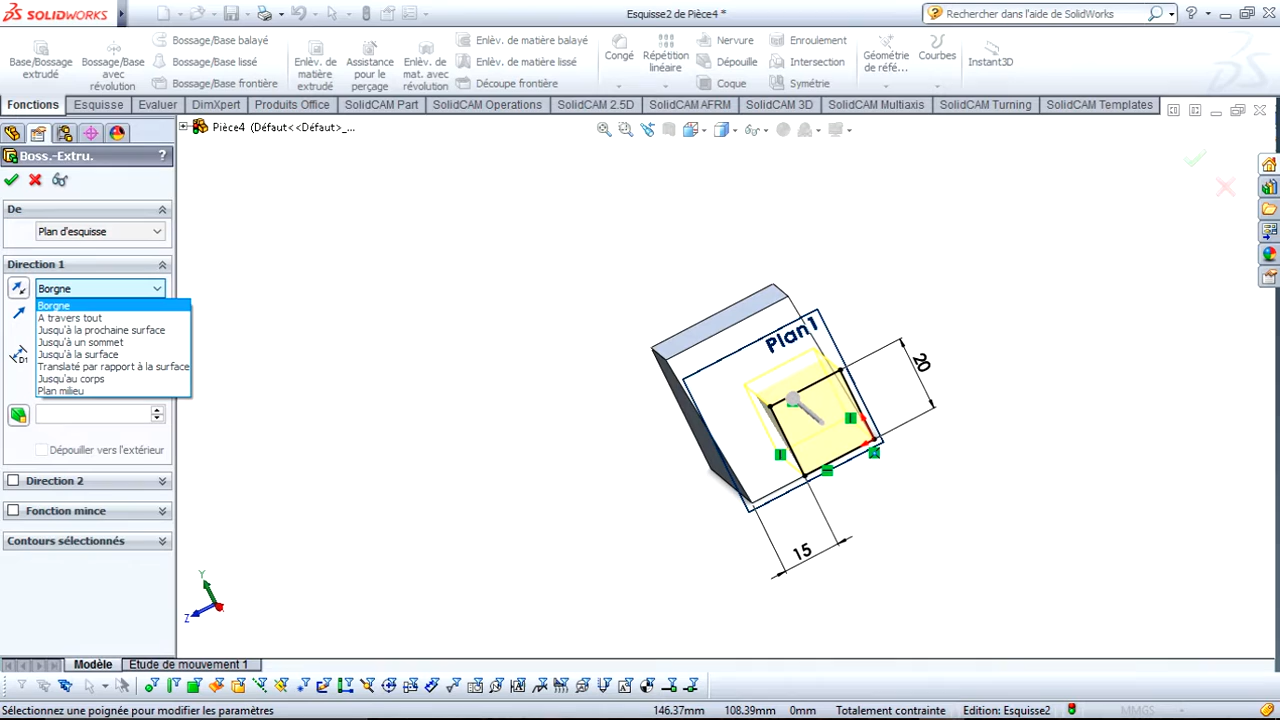 SOLIDWORKS
Esquisse2 de Pièce4 *
Rechercher dans l'aide de SolidWorks
Base/Bossage
extrudé
Bossage/Base
avec
révolution
Bossage/Base balayé
Bossage/Base lissé
Bossage/Base frontière
Enlèv. de
matière
extrudé
Assistance
pour le
perçage
Enlèv. de
mat. avec
révolution
Enlèv. de matière balayé
Enlèv. de matière lissé
Découpe frontière
Congé
Répétition
linéaire
Nervure
Dépouille
Coque
Enroulement
Intersection
Symétrie
Géométrie
de réfé...
Courbes
Instant3D
Fonctions
Esquisse
Evaluer
DimXpert
Produits Office
SolidCAM Part
SolidCAM Operations
SolidCAM 2.5D
SolidCAM AFRM
SolidCAM 3D
SolidCAM Multiaxis
SolidCAM Turning
SolidCAM Templates
Pièce4 (Défaut<<Défaut>_...
Boss.-Extru.
?
De
Plan d'esquisse
Direction 1
Borgne
Borgne
A travers tout
Jusqu'à la prochaine surface
Jusqu'à un sommet
Jusqu'à la surface
Translaté par rapport à la surface
Jusqu'au corps
Plan milieu
D1
Dépouiller vers l'extérieur
Direction 2
Fonction mince
Contours sélectionnés
Plan1
20
15
Y
Z
Modèle
Etude de mouvement 1
Sélectionnez une poignée pour modifier les paramètres
146.37mm
108.39mm
0mm
Totalement contrainte
Edition: Esquisse2
MMGS